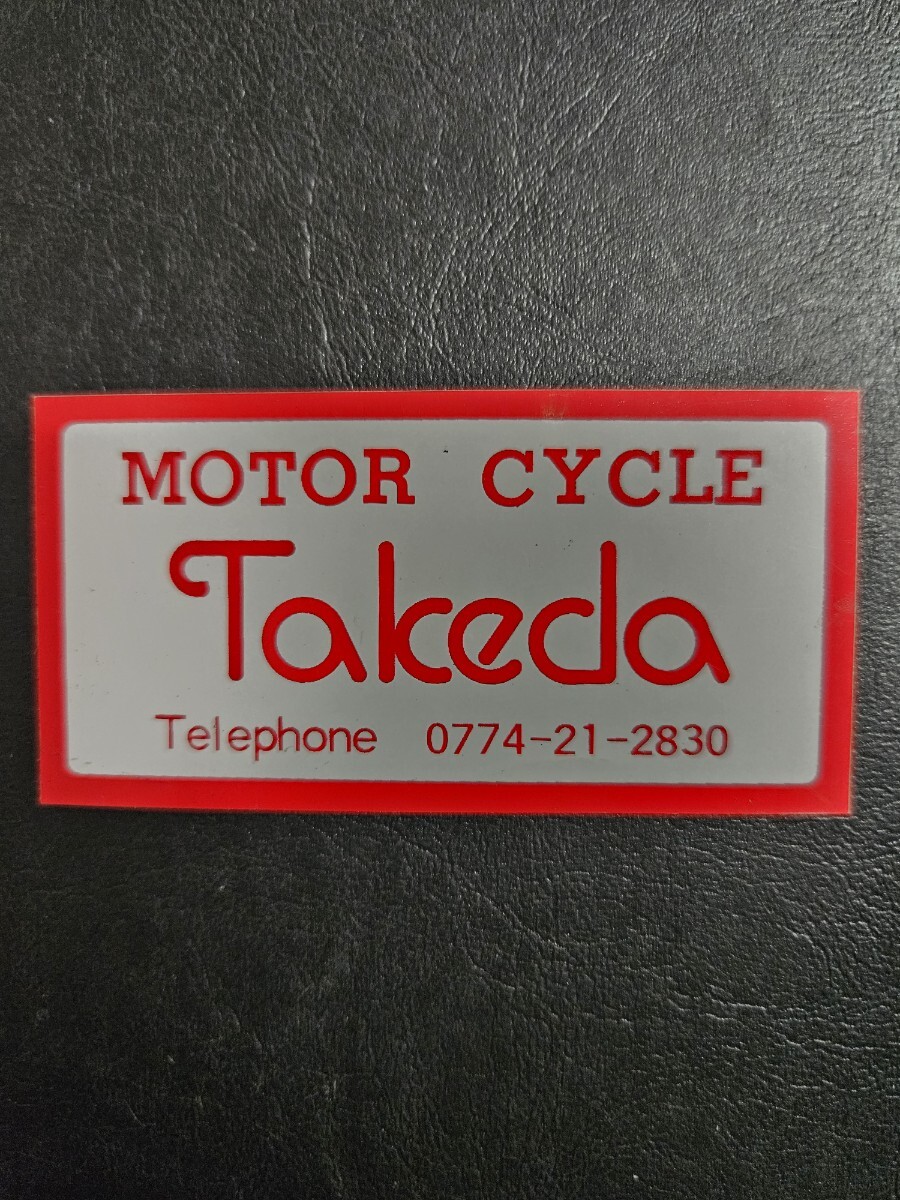 MOTOR CYCLE
Takeda
Telephone 0774-21-2830